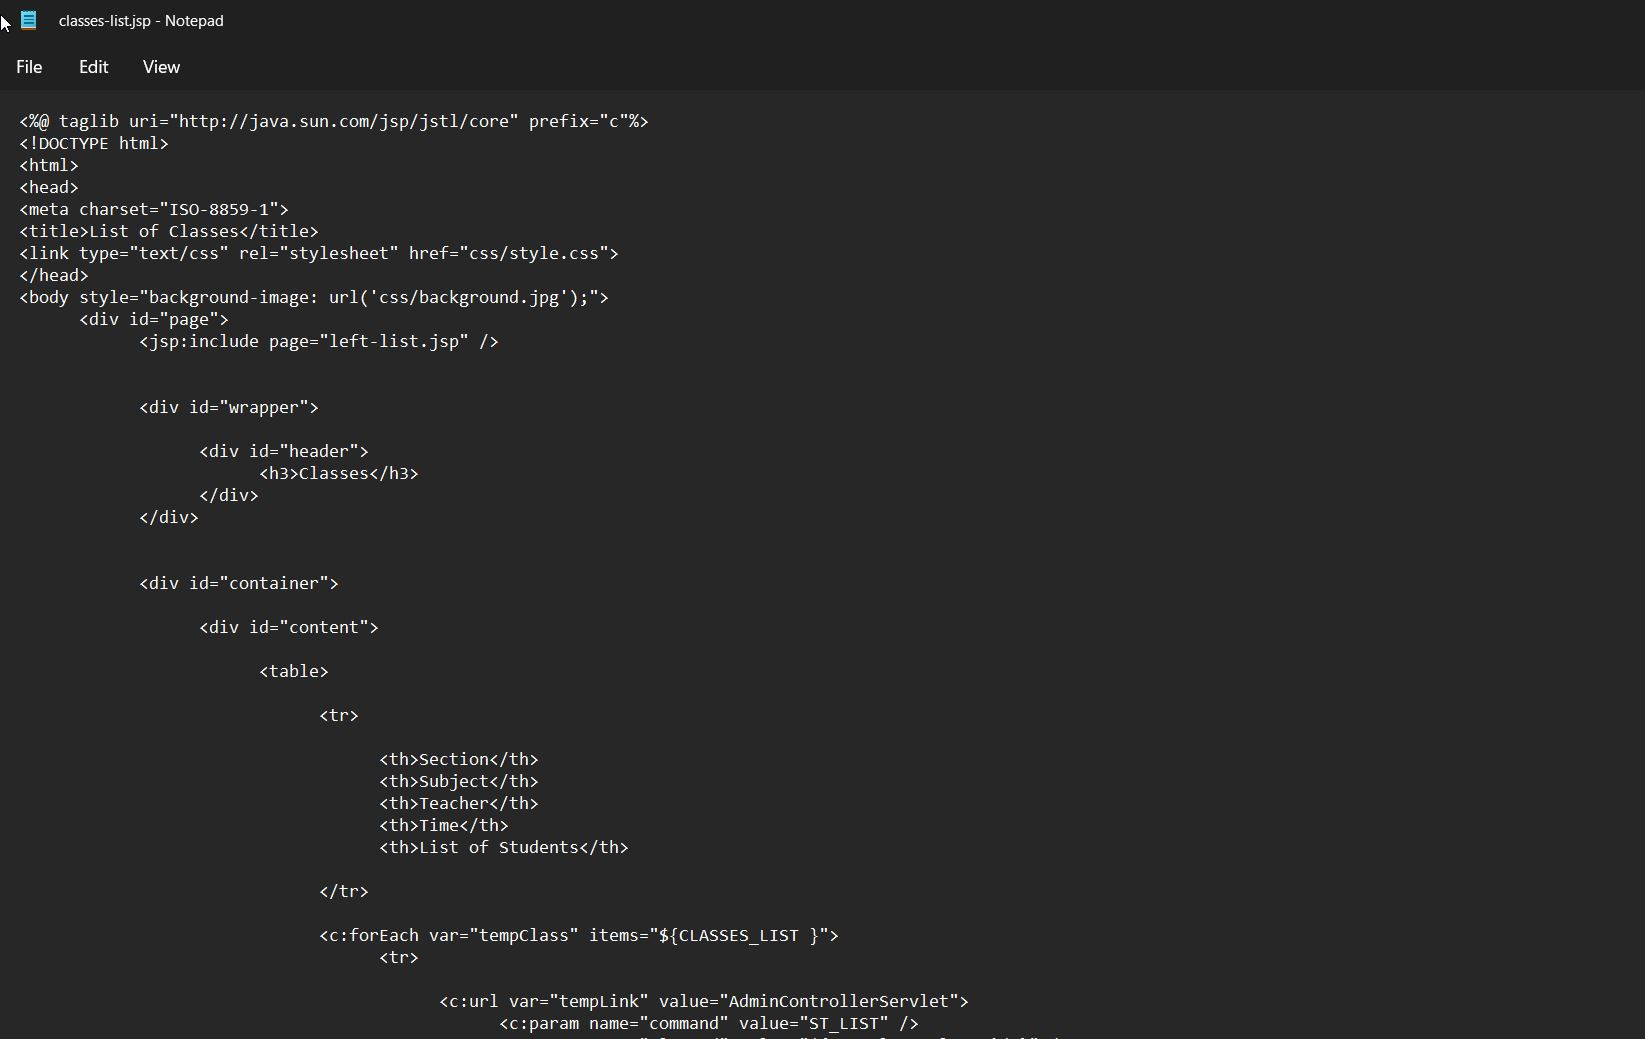 classes-list.jsp - Notepad
File Edit View
<%@ taglib uri="http://java.sun.com/jsp/jstl/core" prefix="c"%>
<!DOCTYPE html>
<html>
<head>
<meta charset="ISO-8859-1">
<title>List of Classes</title>
<link type="text/css" rel="stylesheet" href="css/style.css">
</head>
<body style="background-image: url('css/background.jpg');">
<div id="page">
<jsp:include page="left-list.jsp" />
<div id="wrapper">
<div id="header">
<h3>Classes</h3>
</div>
</div>
<div id="container">
<div id="content">
<table>
<tr>
<th>Section</th>
<th>Subject</th>
<th>Teacher</th>
<th>Time</th>
<th>List of Students</th>
</tr>
<c:forEach var="tempClass" items="${CLASSES_LIST }">
<tr>
<c:url var="tempLink" value="AdminControllerServlet">
<c:param name="command" value="ST_LIST" />